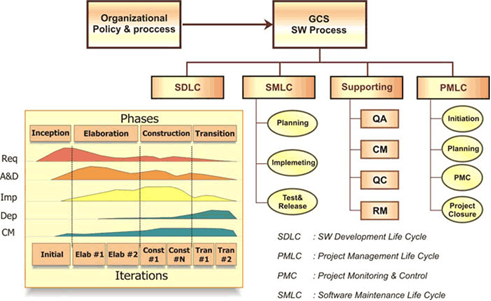 Organizational
Policy & proccess
GCS
SW Process
SDLC
SMLC
Supporting
PMLC
Planning
Implemeting
Test&
Release
QA
CM
QC
RM
Initiation
Planning
PMC
Project
Closure
Phases
Inception
Elaboration
Construction
Transition
Req
A&D
Imp
Dep
CM
Initial
Elab #1
Elab #2
Const
#1
Const
#N
Tran
#1
Tran
#2
Iterations
SDLC : SW Development Life Cycle
PMLC : Project Management Life Cycle
PMC : Project Monitoring & Control
SMLC : Software Maintenance Life Cycle